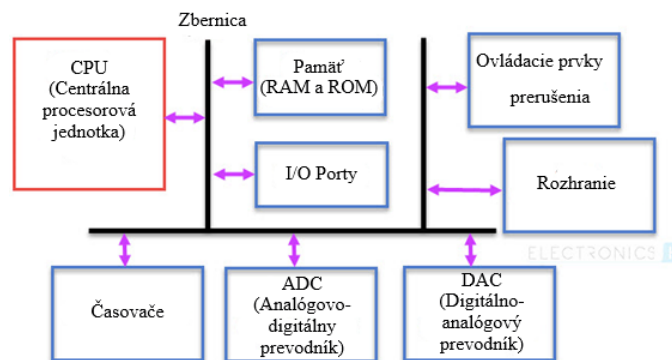 Zbernica
CPU
(Centrálna
procesorová
jednotka)
Pamäť
(RAM a ROM)
Ovládacie prvky
prerušenia
I/O Porty
Rozhranie
ELECTRONICS
Časovače
ADC
(Analógovo-
digitálny
prevodník)
DAC
(Digitálno-
analógový
prevodník)